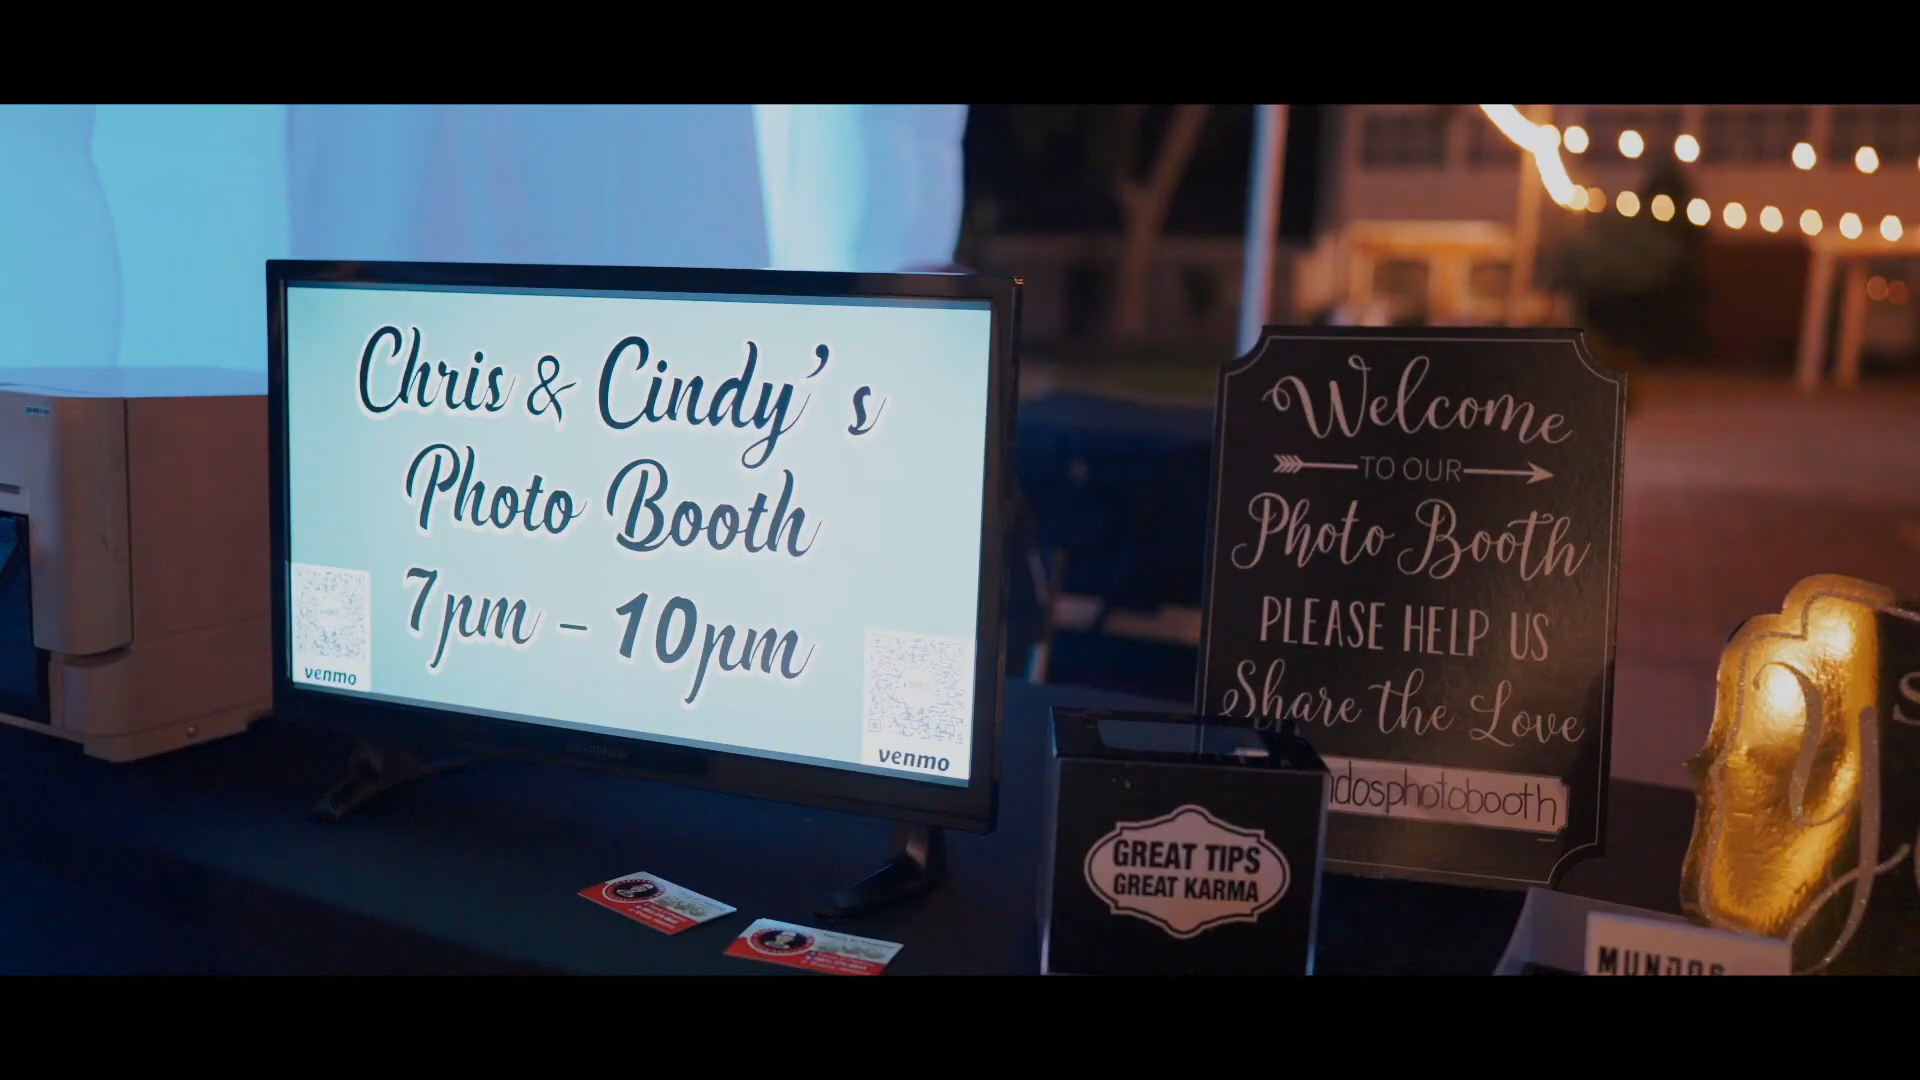 Chris & Cindy's
Photo Booth
7pm - 10pm
venmo
venmo
Welcome
TO OUR
Photo Booth
PLEASE HELP US
Share the Love
ndosphotobooth
GREAT TIPS
GREAT KARMA
MUNDOS